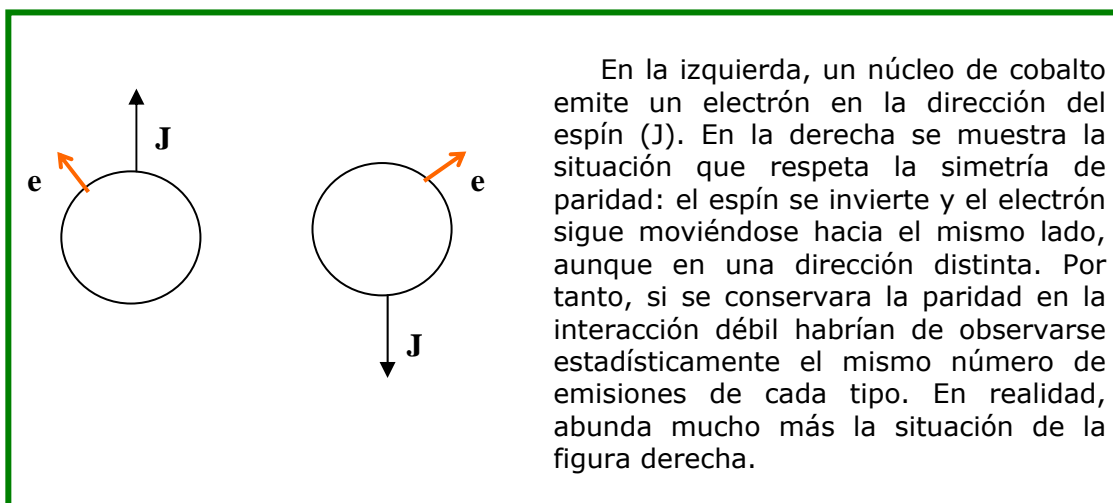 J
e
e
J
En la izquierda, un núcleo de cobalto
emite un electrón en la dirección del
espín (J). En la derecha se muestra la
situación que respeta la simetría de
paridad: el espín se invierte y el electrón
sigue moviéndose hacia el mismo lado,
aunque en una dirección distinta. Por
tanto, si se conservara la paridad en la
interacción débil habrían de observarse
estadísticamente el mismo número de
emisiones de cada tipo. En realidad,
abunda mucho más la situación de la
figura derecha.